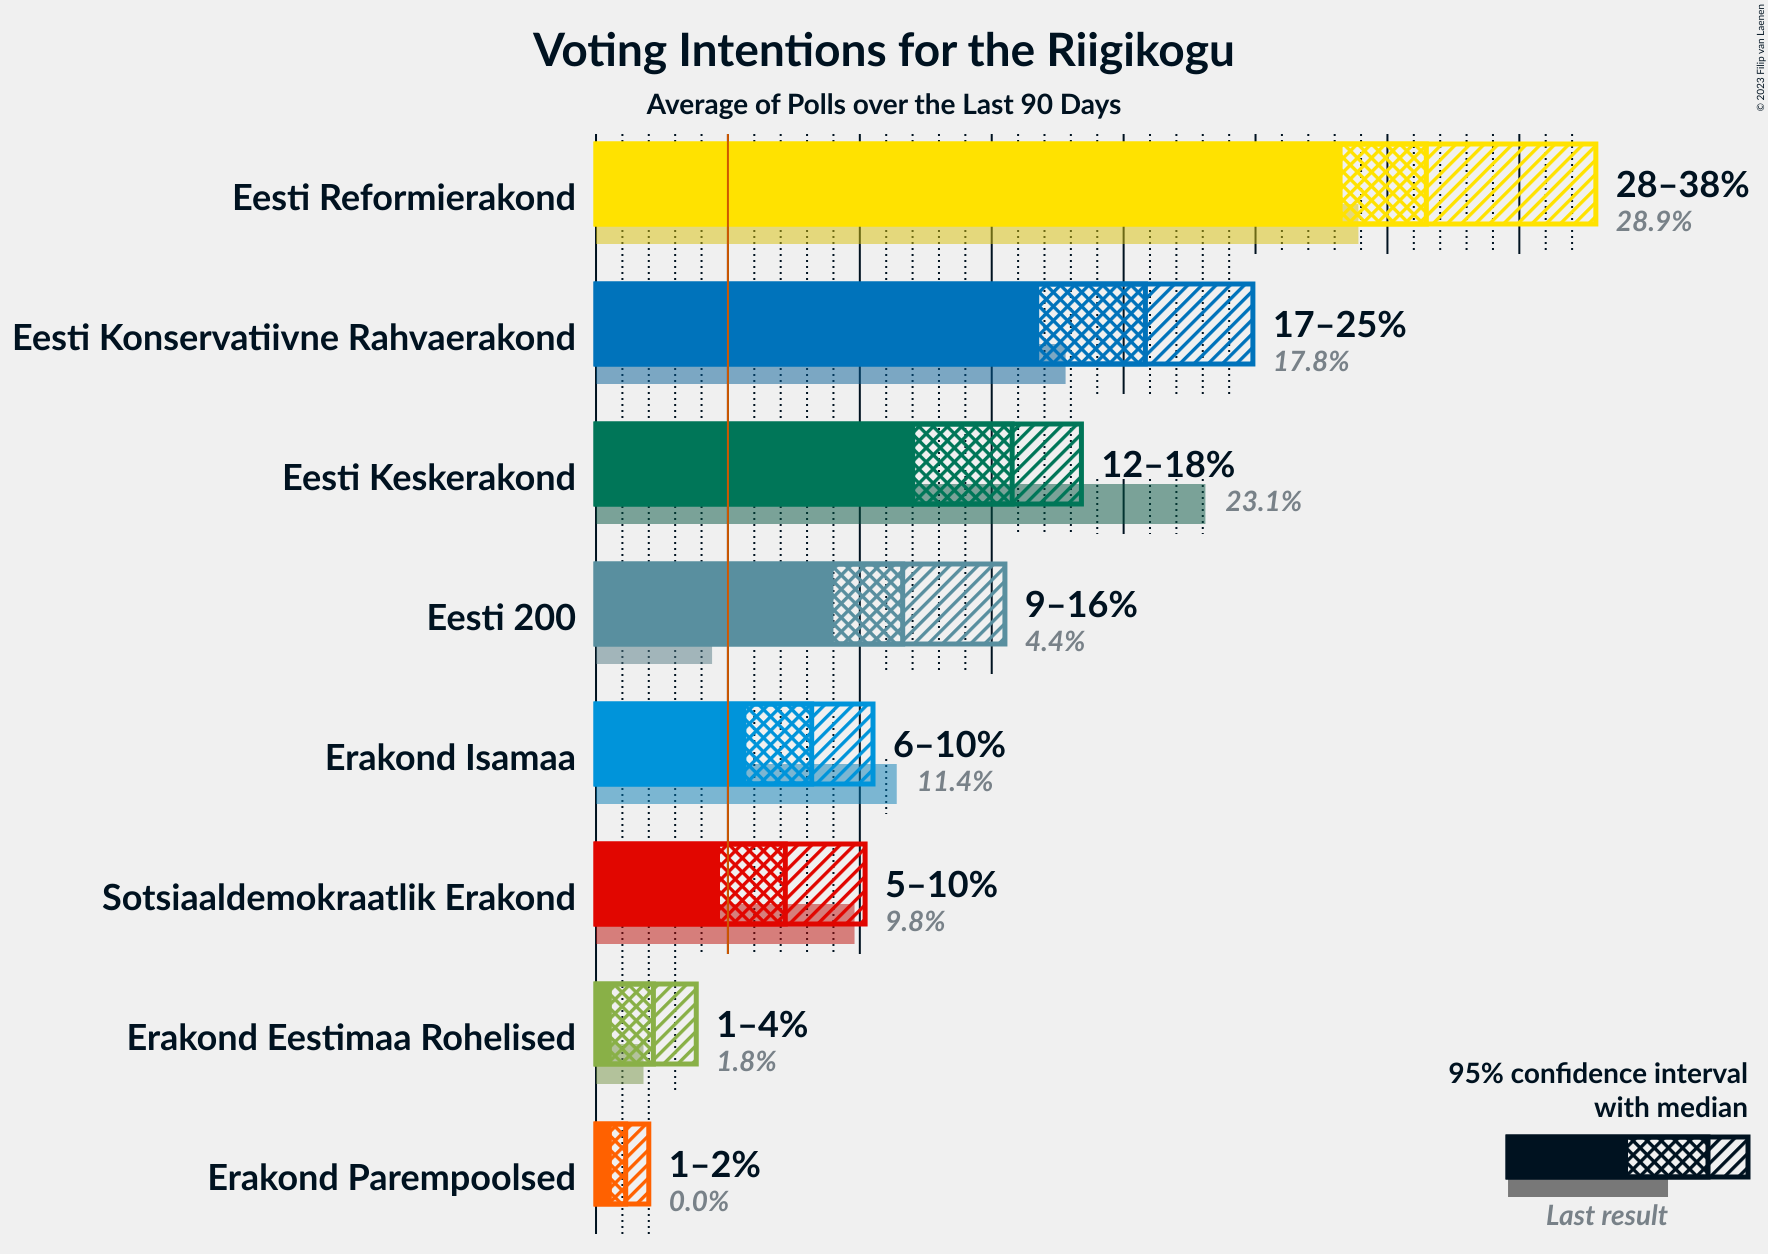 Voting Intentions for the Riigikogu
Average of Polls over the Last 90 Days
© 2023 Filip van Laenen
Eesti Reformierakond
28–38%
28.9%
Eesti Konservatiivne Rahvaerakond
17–25%
17.8%
Eesti Keskerakond
12–18%
23.1%
Eesti 200
9–16%
4.4%
Erakond Isamaa
6–10%
11.4%
Sotsiaaldemokraatlik Erakond
5–10%
9.8%
Erakond Eestimaa Rohelised
1–4%
1.8%
Erakond Parempoolsed
1–2%
0.0%
95% confidence interval
with median
Last result